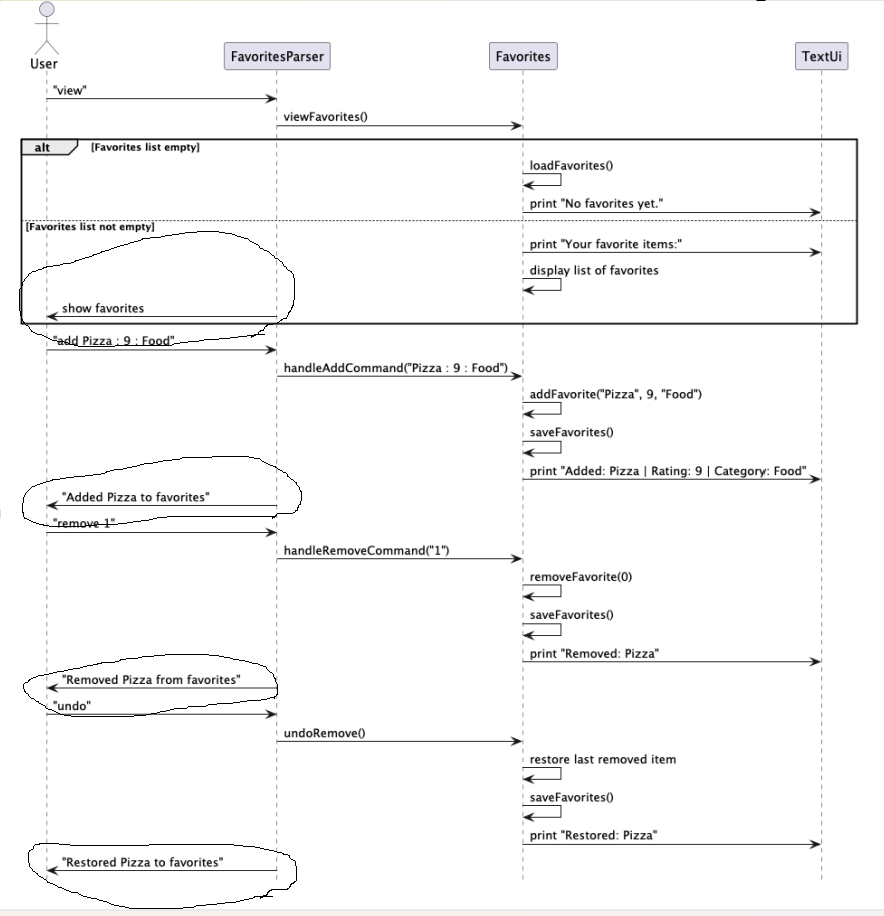 User
FavoritesParser
Favorites
TextUi
"view"
viewFavorites()
alt [Favorites list empty]
loadFavorites()
print "No favorites yet."
[Favorites list not empty]
print "Your favorite items:"
display list of favorites
show favorites
"add Pizza : 9 : Food"
handleAddCommand("Pizza : 9 : Food")
addFavorite("Pizza", 9, "Food")
saveFavorites()
print "Added: Pizza | Rating: 9 | Category: Food"
"Added Pizza to favorites"
"remove 1"
handleRemoveCommand("1")
removeFavorite(0)
saveFavorites()
print "Removed: Pizza"
"Removed Pizza from favorites"
"undo"
undoRemove()
restore last removed item
saveFavorites()
print "Restored: Pizza"
"Restored Pizza to favorites"